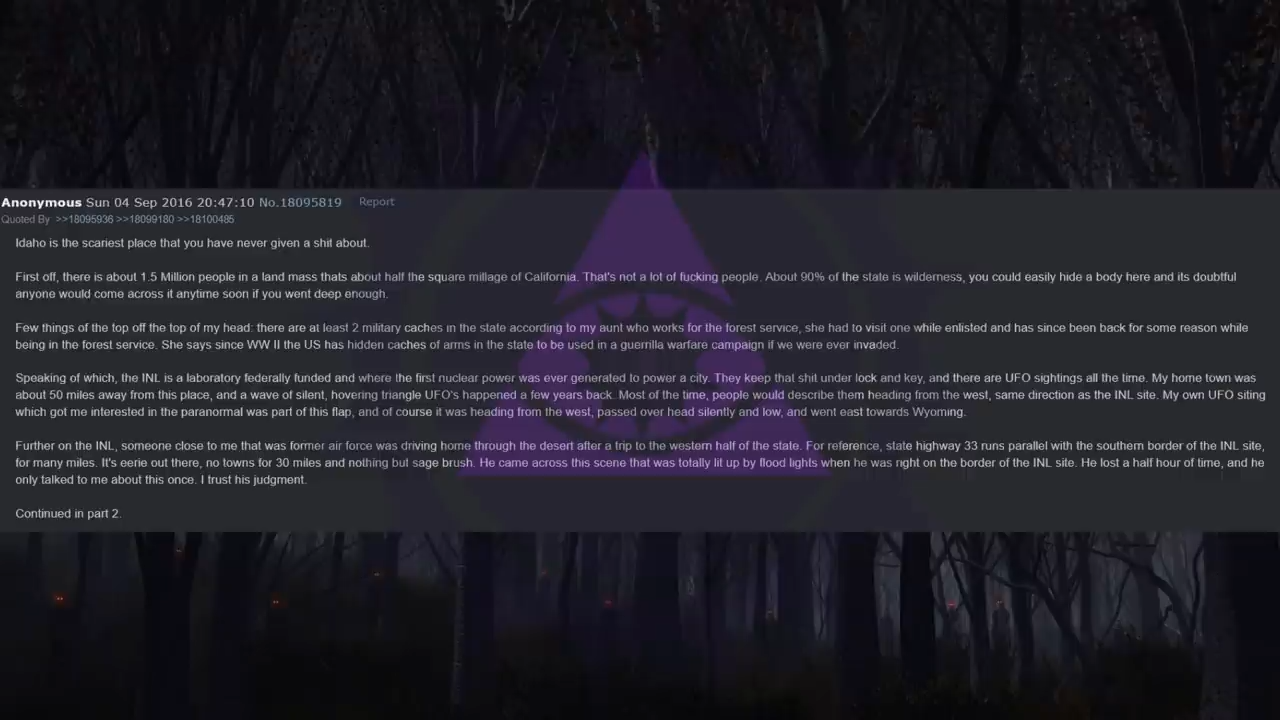 Anonymous Sun 04 Sep 2016 20:47:10 No.18095819 Report
Quoted By >>18095936 >>18099180 >>18100485
Idaho is the scariest place that you have never given a shit about.
First off, there is about 1.5 Million people in a land mass thats about half the square millage of California. That's not a lot of fucking people. About 90% of the state is wilderness, you could easily hide a body here and its doubtful
anyone would come across it anytime soon if you went deep enough.
Few things of the top off the top of my head: there are at least 2 military caches in the state according to my aunt who works for the forest service, she had to visit one while enlisted and has since been back for some reason while
being in the forest service. She says since WW II the US has hidden caches of arms in the state to be used in a guerrilla warfare campaign if we were ever invaded.
Speaking of which, the INL is a laboratory federally funded and where the first nuclear power was ever generated to power a city. They keep that shit under lock and key, and there are UFO sightings all the time. My home town was
about 50 miles away from this place, and a wave of silent, hovering triangle UFO's happened a few years back. Most of the time, people would describe them heading from the west, same direction as the INL site. My own UFO siting
which got me interested in the paranormal was part of this flap, and of course it was heading from the west, passed over head silently and low, and went east towards Wyoming.
Further on the INL, someone close to me that was former air force was driving home through the desert after a trip to the western half of the state. For reference, state highway 33 runs parallel with the southern border of the INL site,
for many miles. It's eerie out there, no towns for 30 miles and nothing but sage brush. He came across this scene that was totally lit up by flood lights when he was right on the border of the INL site. He lost a half hour of time, and he
only talked to me about this once. I trust his judgment.
Continued in part 2.